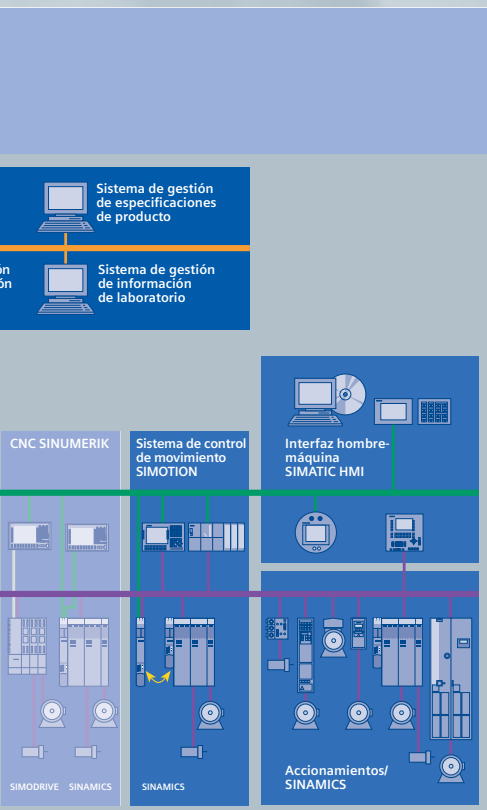 Sistema de gestión
de especificaciones
de producto
Sistema de gestión
de información
de laboratorio
CNC SINUMERIK
Sistema de control
de movimiento
SIMOTION
Interfaz hombre-
máquina
SIMATIC HMI
SIMODRIVE
SINAMICS
SINAMICS
Accionamientos/
SINAMICS